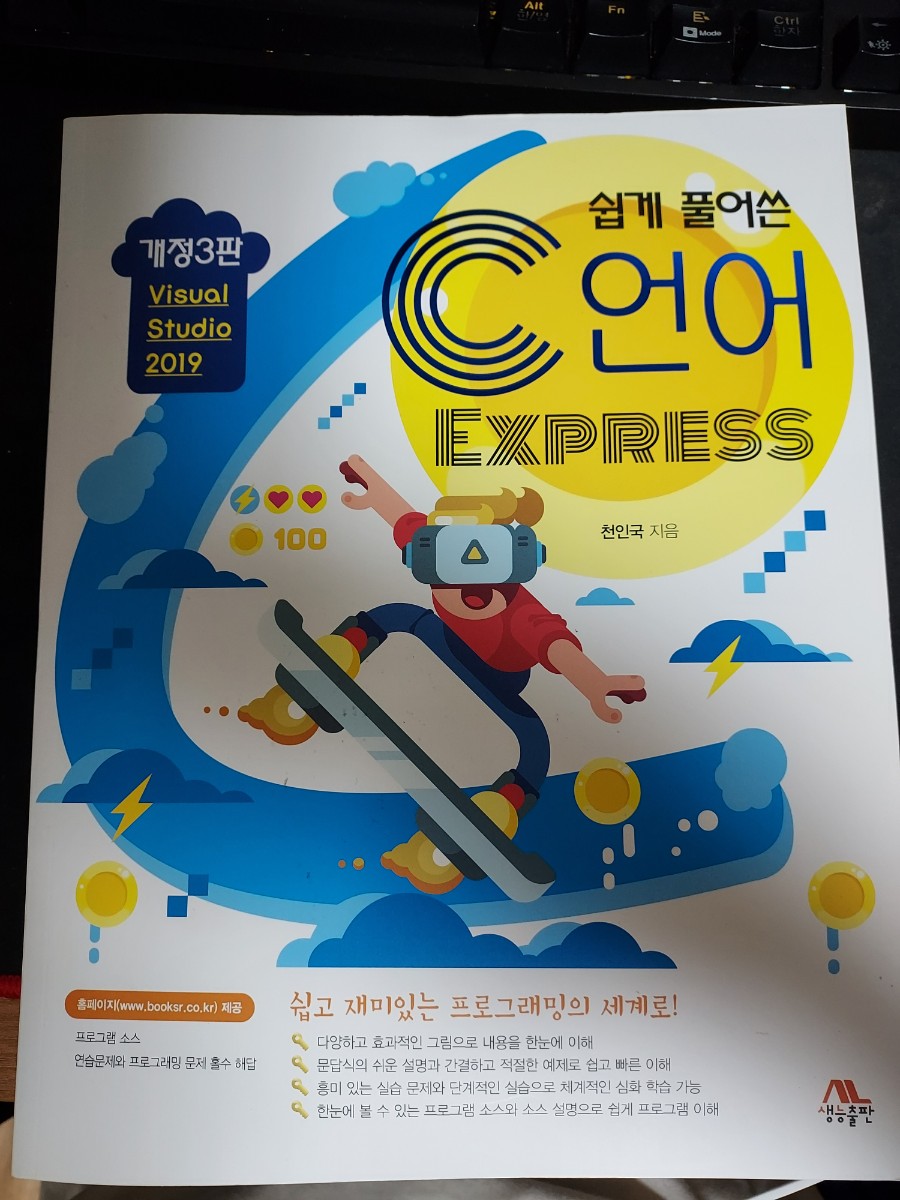 Alt
한/영
Fn
Mode
Ctrl
한자
개정3판
Visual
Studio
2019
쉽게 풀어쓴
C 언어
EXPRESS
100
천인국 지음
홈페이지(www.booksr.co.kr) 제공
프로그램 소스
연습문제와 프로그래밍 문제 홀수 해답
쉽고 재미있는 프로그래밍의 세계로!
다양하고 효과적인 그림으로 내용을 한눈에 이해
문답식의 쉬운 설명과 간결하고 적절한 예제로 쉽고 빠른 이해
흥미 있는 실습 문제와 단계적인 실습으로 체계적인 심화 학습 가능
한눈에 볼 수 있는 프로그램 소스와 소스 설명으로 쉽게 프로그램 이해
생능출판